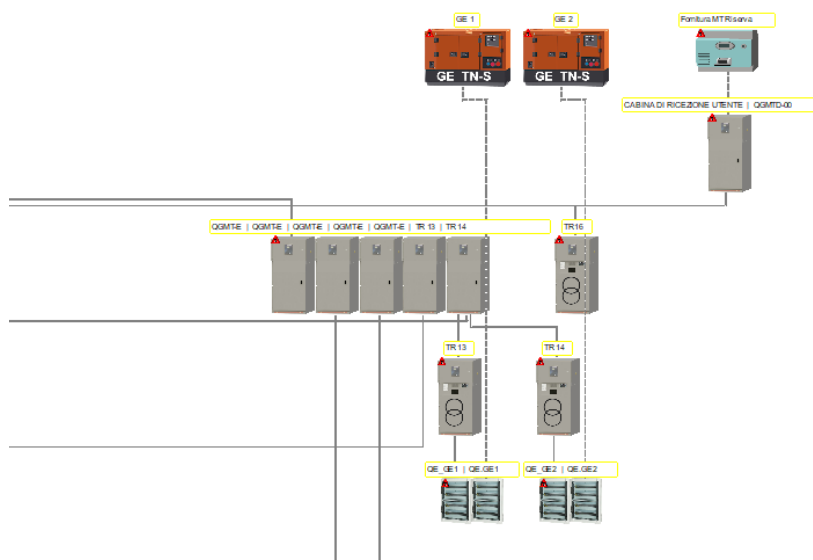 GE 1
GE 2
Fornitura MT Riserva
GE TN-S
GE TN-S
CABINA DI RICEZIONE UTENTE | QGMTD-00
QGMT-E | QGMT-E | QGMT-E | QGMT-E | QGMT-E | TR 13 | TR 14
TR16
TR 13
TR 14
QE_GE1 | QE.GE1
QE_GE2 | QE.GE2